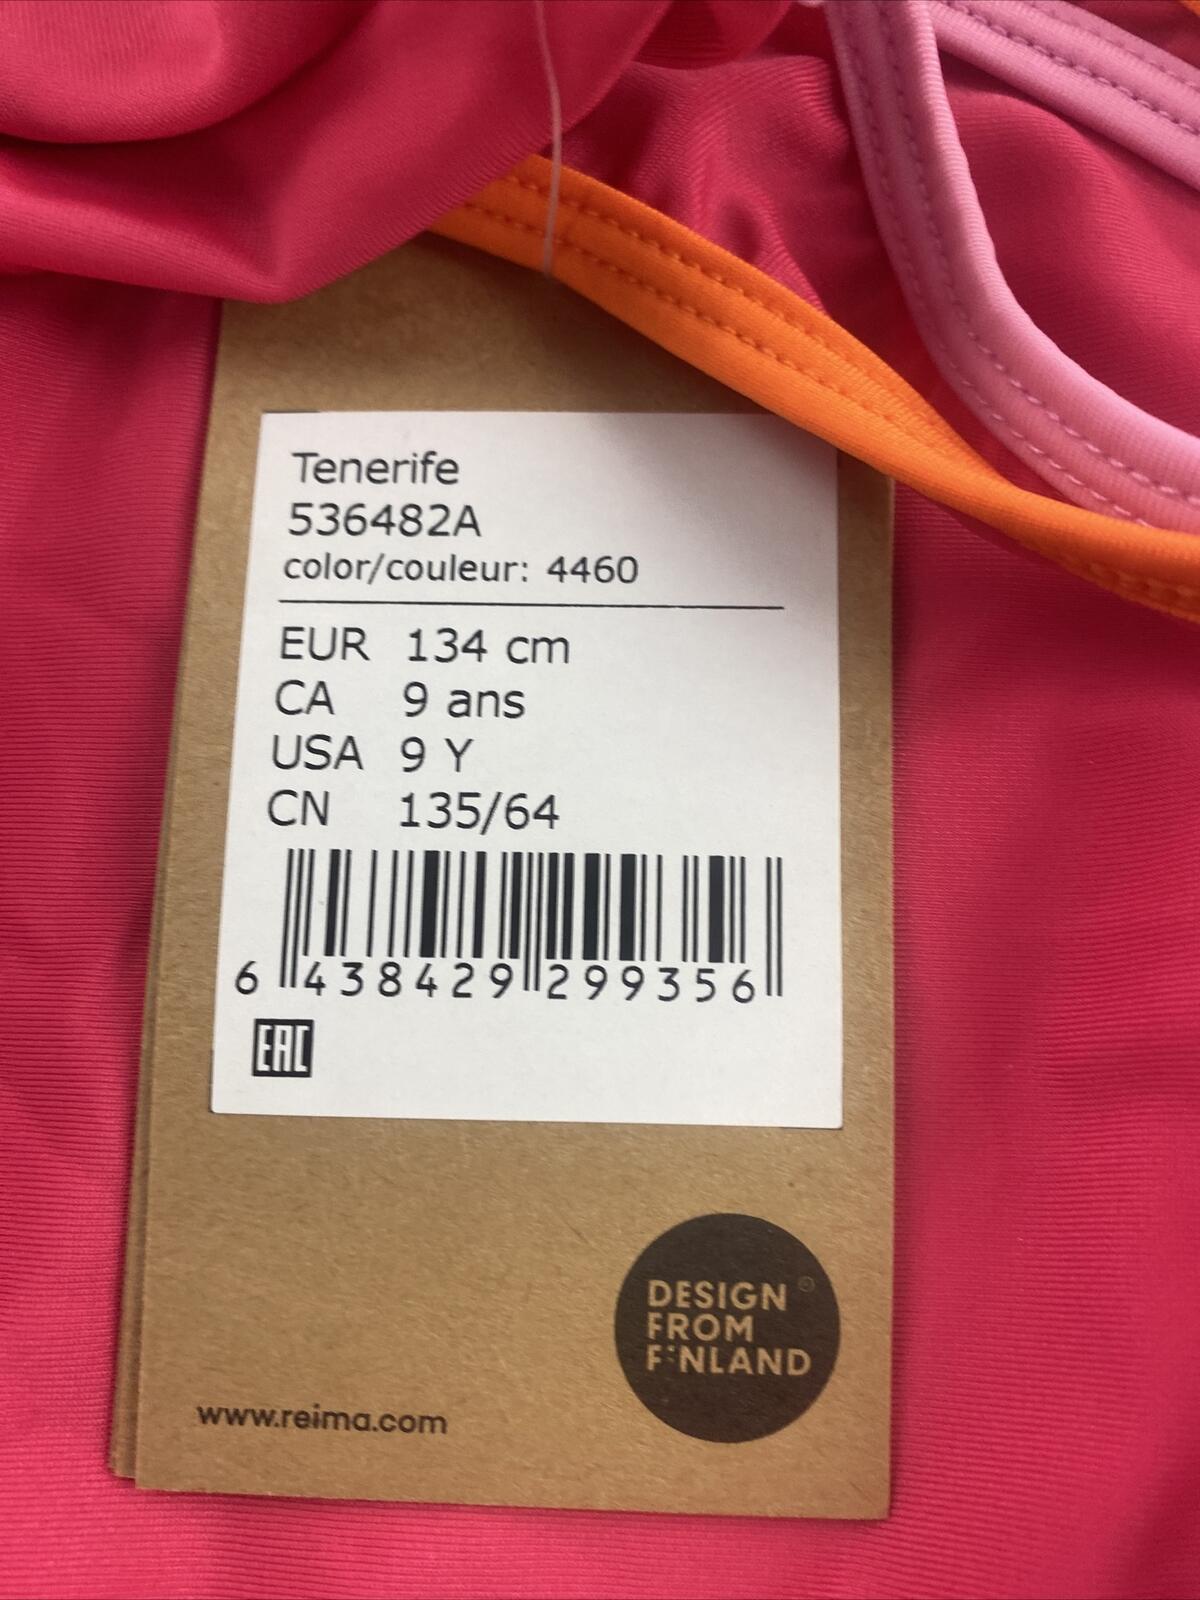 Tenerife
536482A
color/couleur: 4460
EUR 134 cm
CA 9 ans
USA 9 Y
CN 135/64
6 438429 299356
EAC
DESIGN
FROM
FINLAND
www.reima.com